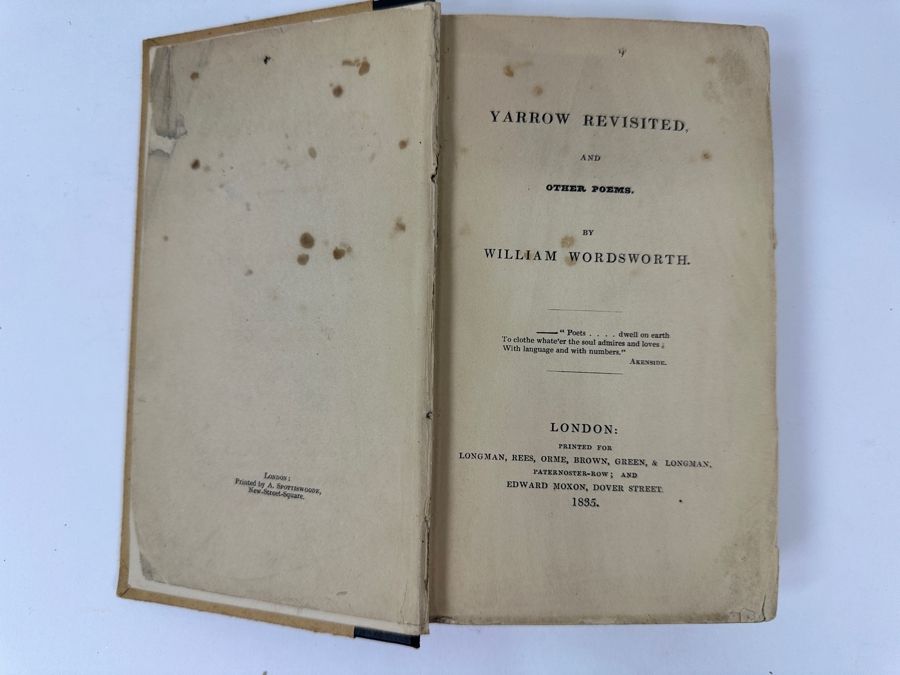 London:
Printed by A. Spottiswoode,
New-Street-Square.
YARROW REVISITED,
AND
OTHER POEMS.
BY
WILLIAM WORDSWORTH.
——“ Poets . . . . dwell on earth
To clothe whate'er the soul admires and loves;
With language and with numbers.”
Akenside.
LONDON:
PRINTED FOR
LONGMAN, REES, ORME, BROWN, GREEN, & LONGMAN,
PATERNOSTER-ROW; AND
EDWARD MOXON, DOVER STREET.
1835.